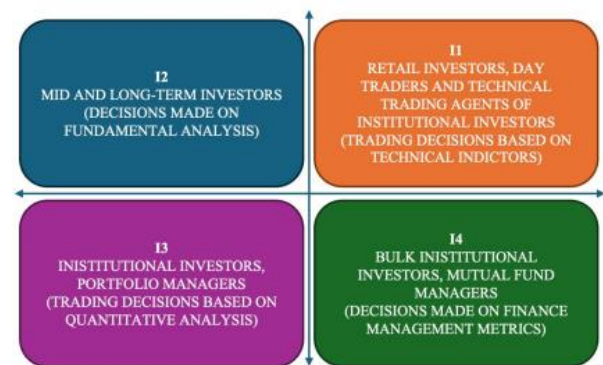 I2
MID AND LONG-TERM INVESTORS
(DECISIONS MADE ON
FUNDAMENTAL ANALYSIS)
I1
RETAIL INVESTORS, DAY
TRADERS AND TECHNICAL
TRADING AGENTS OF
INSTITUTIONAL INVESTORS
(TRADING DECISIONS BASED ON
TECHNICAL INDICTORS)
I3
INISTITUTIONAL INVESTORS,
PORTFOLIO MANAGERS
(TRADING DECISIONS BASED ON
QUANTITATIVE ANALYSIS)
I4
BULK INISTITUTIONAL
INVESTORS, MUTUAL FUND
MANAGERS
(DECISIONS MADE ON FINANCE
MANAGEMENT METRICS)